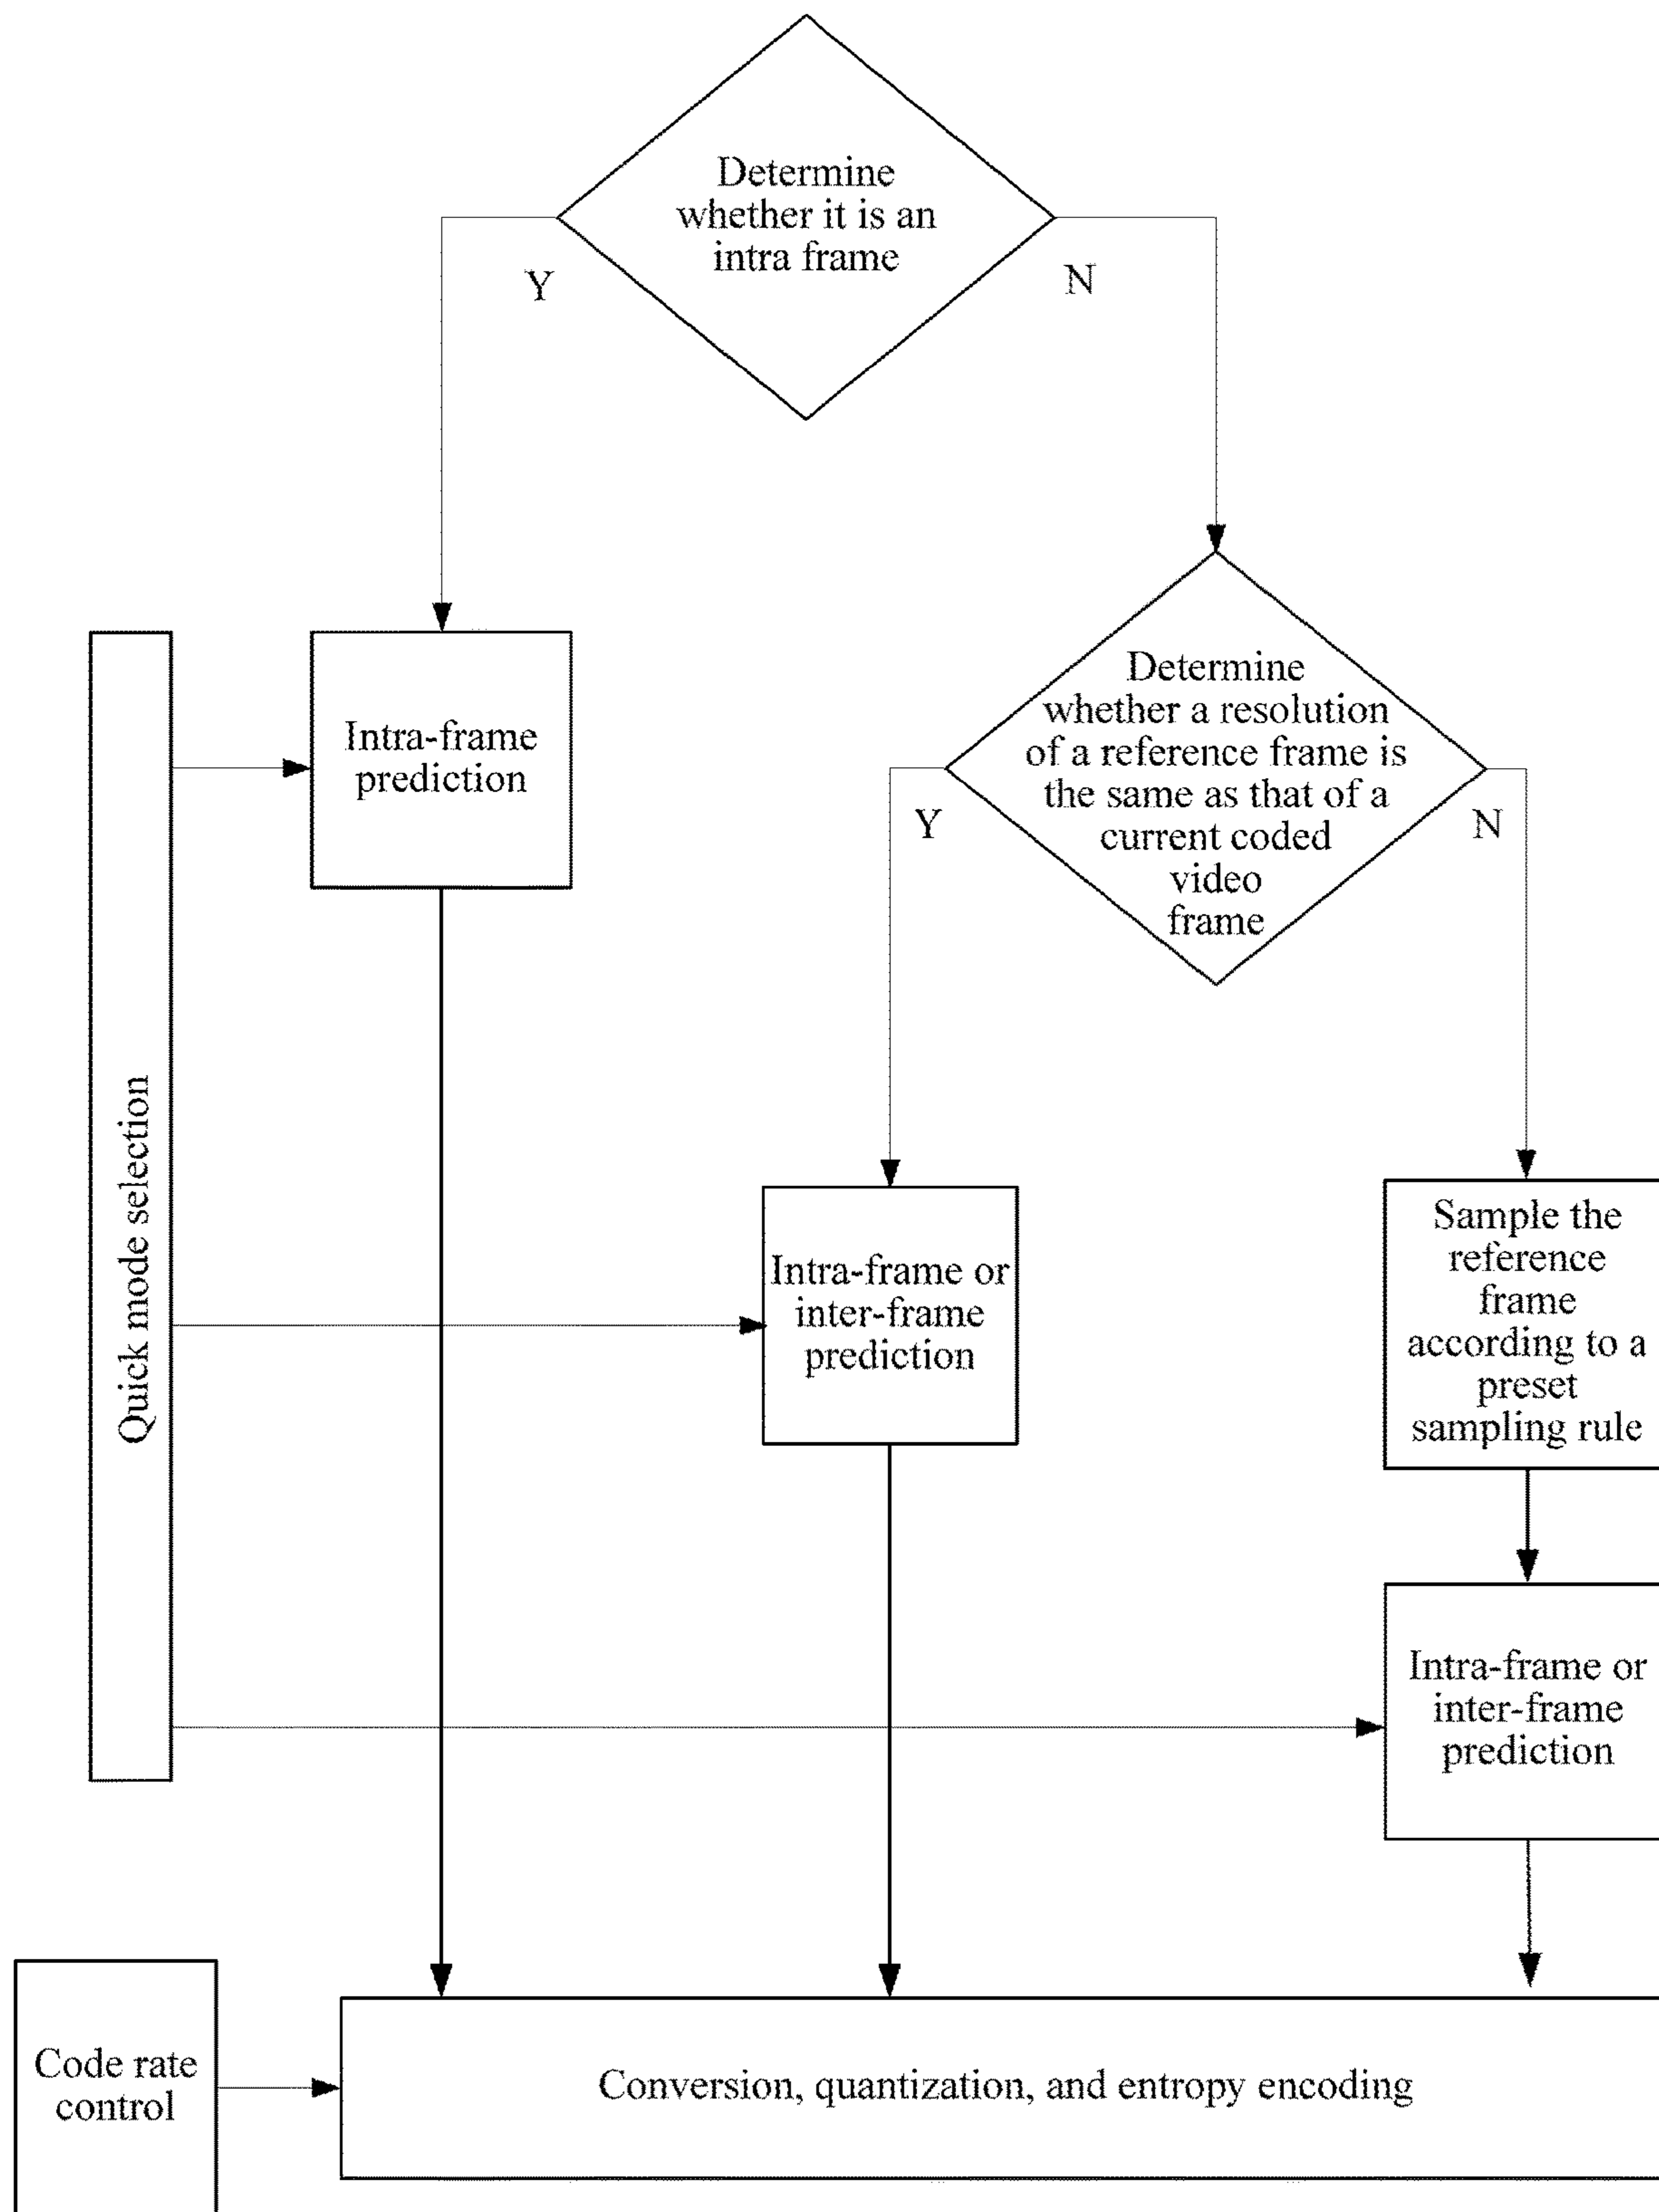 Determine
whether it is an
intra frame
Y
N
Determine
whether a resolution
of a reference frame is
the same as that of a
current coded
video
frame
Y
N
Intra-frame
prediction
Quick mode selection
Intra-frame or
inter-frame
prediction
Sample the
reference
frame
according to a
preset
sampling rule
Intra-frame or
inter-frame
prediction
Code rate
control
Conversion, quantization, and entropy encoding